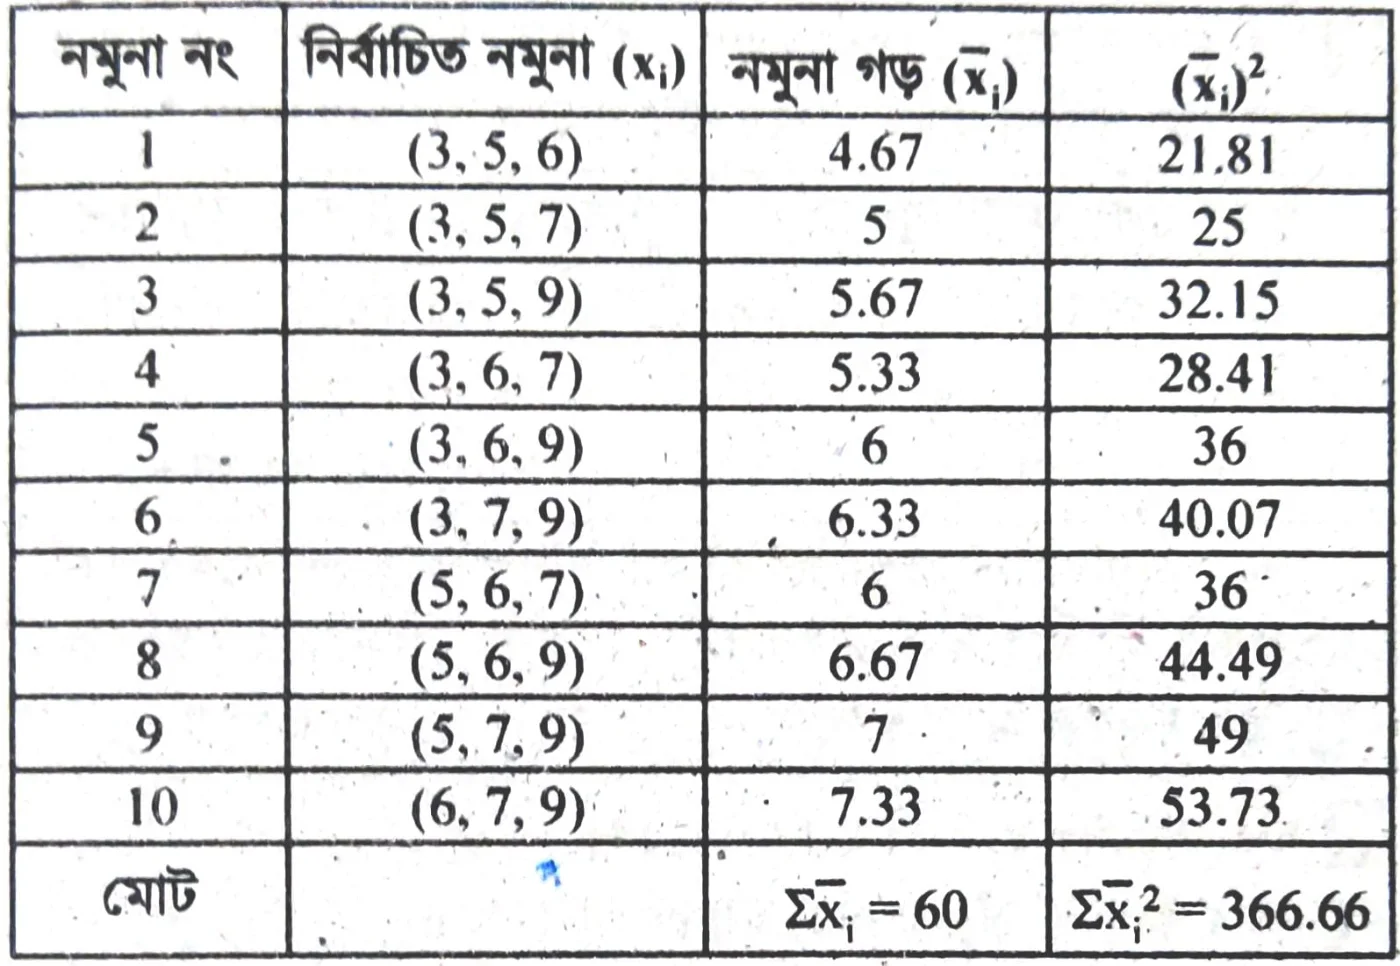 নমুনা নং | নির্বাচিত নমুনা (xᵢ) | নমুনা গড় (x̅ᵢ) | (x̅ᵢ)²
1 | (3, 5, 6) | 4.67 | 21.81
2 | (3, 5, 7) | 5 | 25
3 | (3, 5, 9) | 5.67 | 32.15
4 | (3, 6, 7) | 5.33 | 28.41
5 | (3, 6, 9) | 6 | 36
6 | (3, 7, 9) | 6.33 | 40.07
7 | (5, 6, 7) | 6 | 36
8 | (5, 6, 9) | 6.67 | 44.49
9 | (5, 7, 9) | 7 | 49
10 | (6, 7, 9) | 7.33 | 53.73
মোট | | Σx̅ᵢ = 60 | Σx̅ᵢ² = 366.66